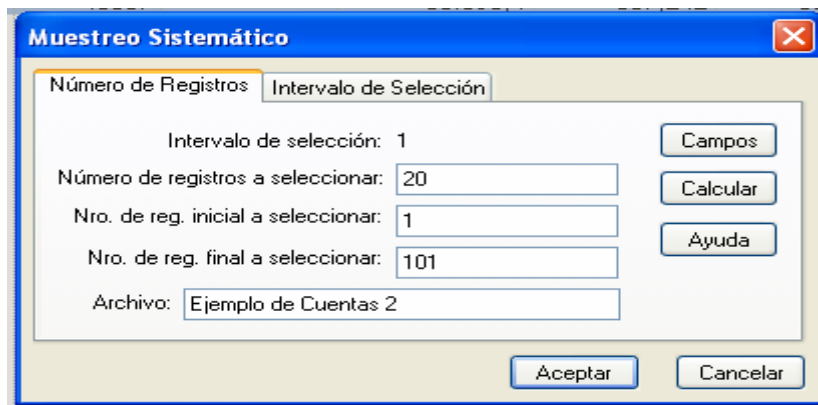 Muestreo Sistemático
Número de Registros Intervalo de Selección
Intervalo de selección: 1
Campos
Número de registros a seleccionar: 20
Calcular
Nro. de reg. inicial a seleccionar: 1
Ayuda
Nro. de reg. final a seleccionar: 101
Archivo: Ejemplo de Cuentas 2
Aceptar Cancelar